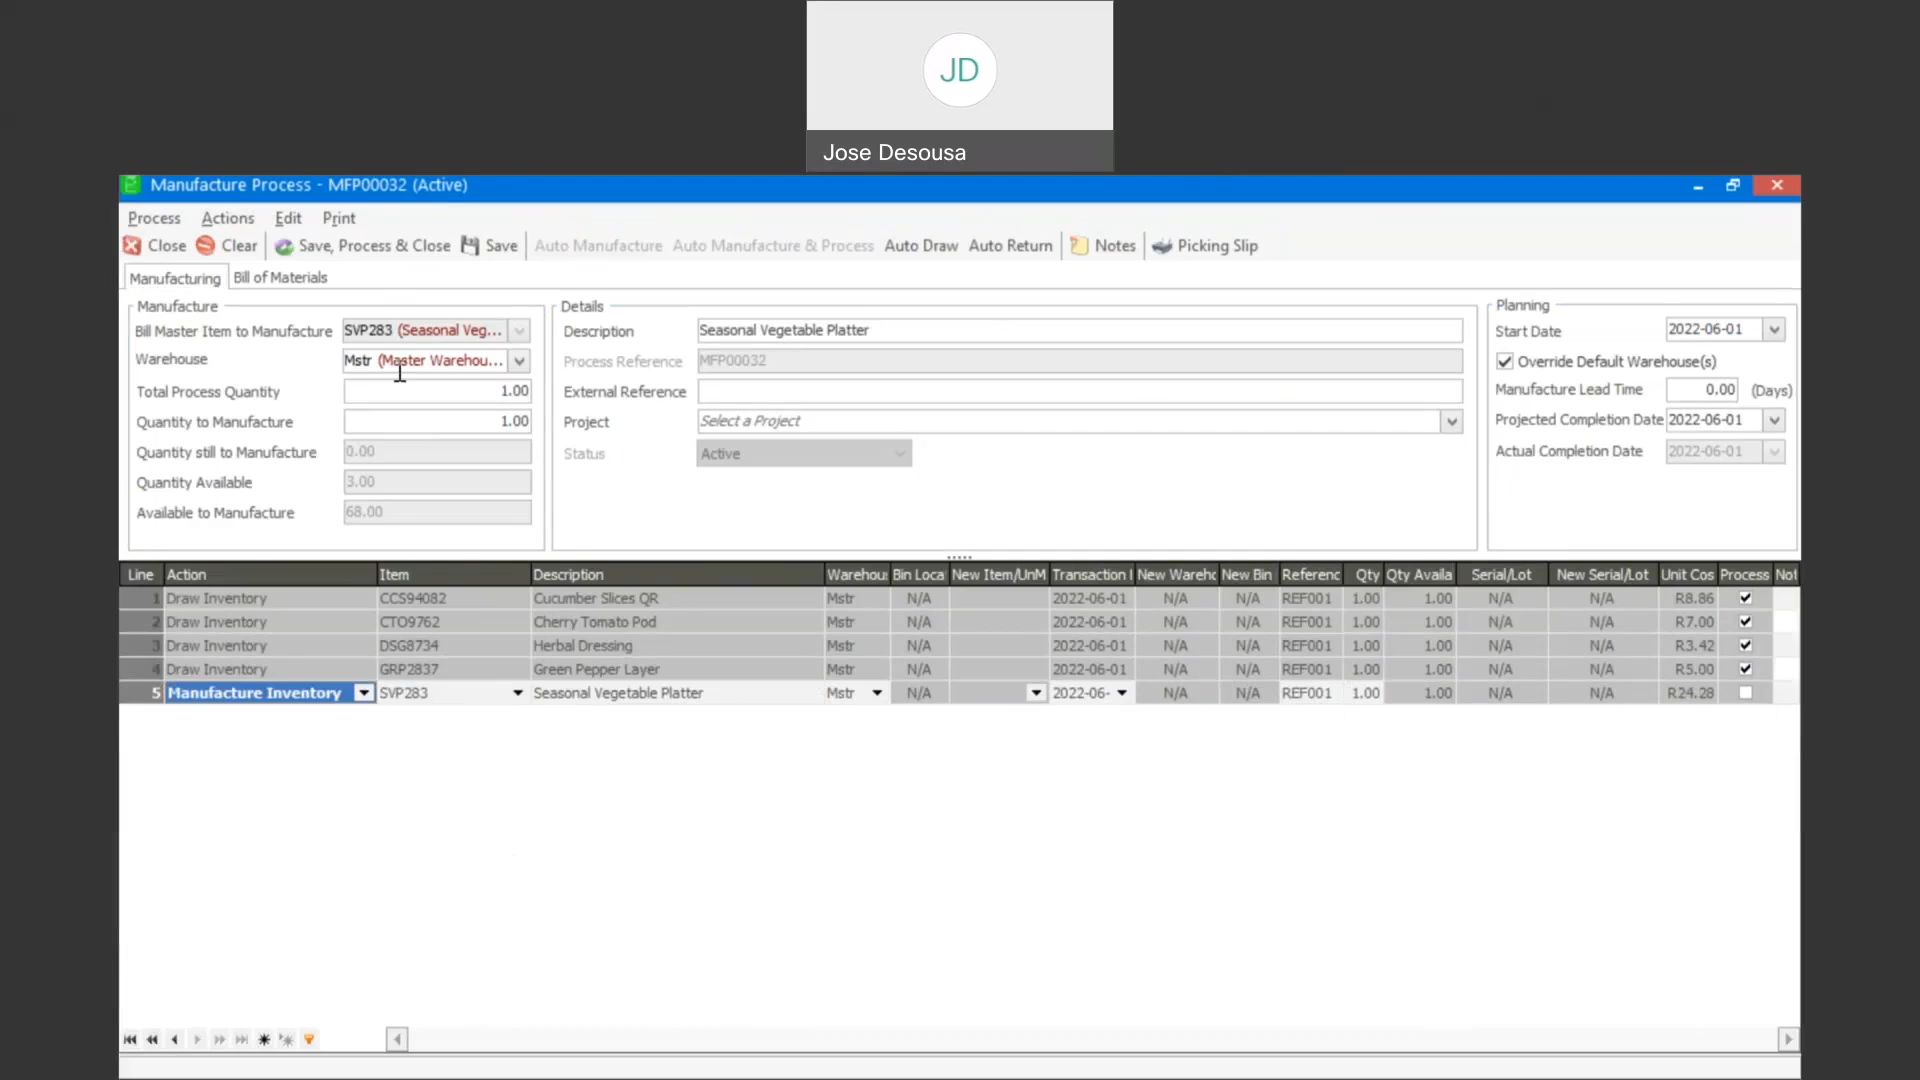 JD
Jose Desousa
Manufacture Process - MFP00032 (Active)
Process Actions Edit Print
Close Clear Save, Process & Close Save Auto Manufacture Auto Manufacture & Process Auto Draw Auto Return Notes Picking Slip
Manufacturing Bill of Materials
Manufacture
Bill Master Item to Manufacture SVP283 (Seasonal Veg...
Warehouse Mstr (Master Warehou...
Total Process Quantity 1.00
Quantity to Manufacture 1.00
Quantity still to Manufacture 0.00
Quantity Available 3.00
Available to Manufacture 68.00
Details
Description Seasonal Vegetable Platter
Process Reference MFP00032
External Reference
Project Select a Project
Status Active
Planning
Start Date 2022-06-01
Override Default Warehouse(s)
Manufacture Lead Time 0.00 (Days)
Projected Completion Date 2022-06-01
Actual Completion Date 2022-06-01
Line Action Item Description Warehou Bin Loca New Item/UnM Transaction New Warehc New Bin Referenc Qty Qty Availa Serial/Lot New Serial/Lot Unit Cos Process Not
1 Draw Inventory CCS94082 Cucumber Slices QR Mstr N/A 2022-06-01 N/A N/A REF001 1.00 1.00 N/A N/A R8.86
2 Draw Inventory CTO9762 Cherry Tomato Pod Mstr N/A 2022-06-01 N/A N/A REF001 1.00 1.00 N/A N/A R7.00
3 Draw Inventory DSG8734 Herbal Dressing Mstr N/A 2022-06-01 N/A N/A REF001 1.00 1.00 N/A N/A R3.42
4 Draw Inventory GRP2837 Green Pepper Layer Mstr N/A 2022-06-01 N/A N/A REF001 1.00 1.00 N/A N/A R5.00
5 Manufacture Inventory SVP283 Seasonal Vegetable Platter Mstr N/A 2022-06- N/A N/A REF001 1.00 1.00 N/A N/A R24.28